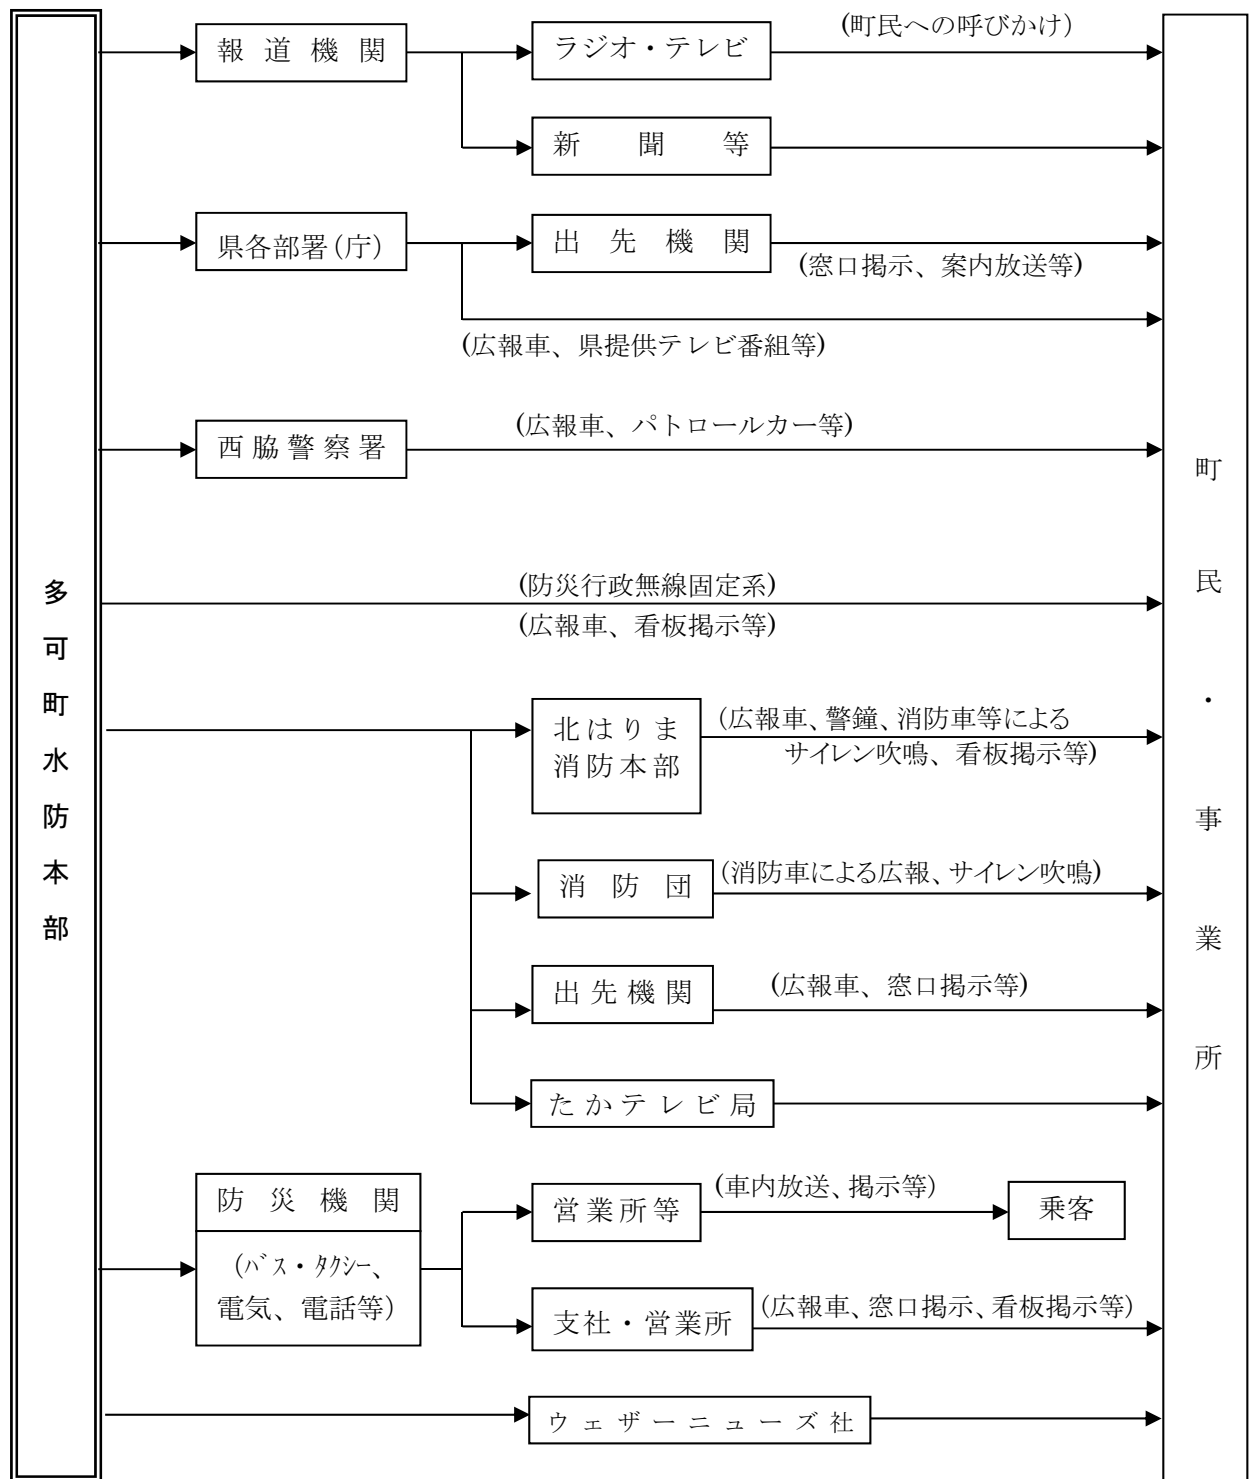 多可町水防本部
報道機関
ラジオ・テレビ
(町民への呼びかけ)
新聞等
県各部署(庁)
出先機関
(窓口掲示、案内放送等)
(広報車、県提供テレビ番組等)
西脇警察署
(広報車、パトロールカー等)
(防災行政無線固定系)
(広報車、看板掲示等)
北はりま
消防本部
(広報車、警鐘、消防車等による
サイレン吹鳴、看板掲示等)
消防団
(消防車による広報、サイレン吹鳴)
出先機関
(広報車、窓口掲示等)
たかテレビ局
防災機関
(バス・タクシー、
電気、電話等)
営業所等
(車内放送、掲示等)
乗客
支社・営業所
(広報車、窓口掲示、看板掲示等)
ウェザーニューズ社
町民・事業所